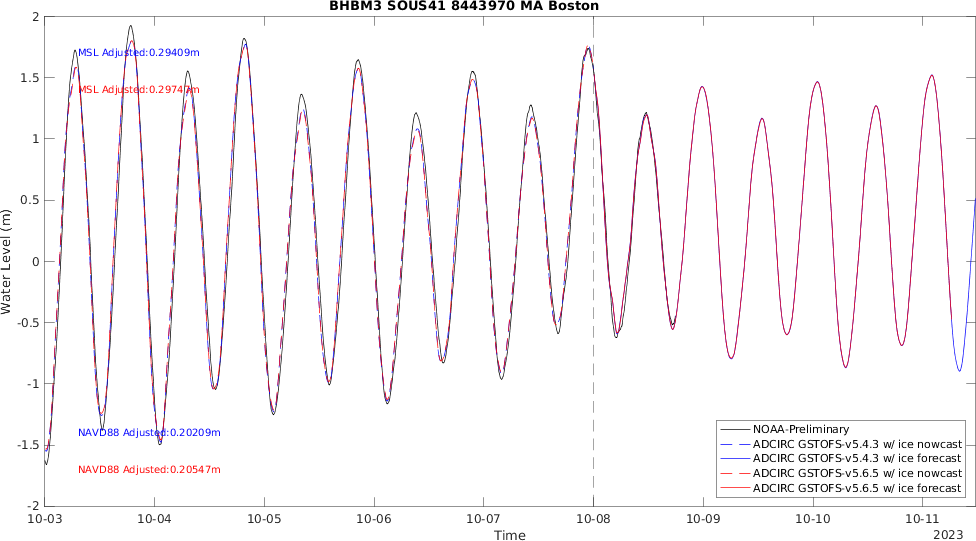 BHBM3 SOUS41 8443970 MA Boston
2
1.5
1
0.5
0
-0.5
-1
-1.5
-2
Water Level (m)
MSL Adjusted:0.29409m
MSL Adjusted:0.29747m
NAVD88 Adjusted:0.20209m
NAVD88 Adjusted:0.20547m
NOAA-Preliminary
ADCIRC GSTOFS-v5.4.3 w/ ice nowcast
ADCIRC GSTOFS-v5.4.3 w/ ice forecast
ADCIRC GSTOFS-v5.6.5 w/ ice nowcast
ADCIRC GSTOFS-v5.6.5 w/ ice forecast
10-03 10-04 10-05 10-06 10-07 10-08 10-09 10-10 10-11
Time
2023